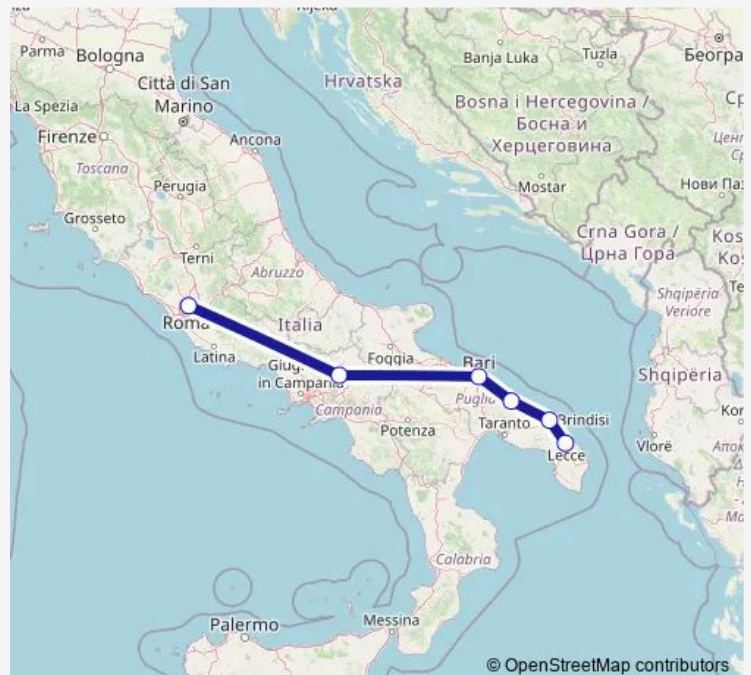 Rijeka
Parma
Bologna
Banja Luka
Tuzla
Београ
La Spezia
Città di San
Marino
Hrvatska
Bosna i Hercegovina /
Босна и
Херцеговина
Firenze
Toscana
Ancona
Perugia
Mostar
Нови Паз
Grosseto
Crna Gora /
Црна Гора
Terni
Abruzzo
Shqipëria
Veriore
Roma
Italia
Latina
Foggia
Bari
Giug
in Campania
Campania
Puglia
Shqipëria
Potenza
Taranto
Brindisi
Lecce
Vlorë
Calabria
Messina
Palermo
© OpenStreetMap contributors